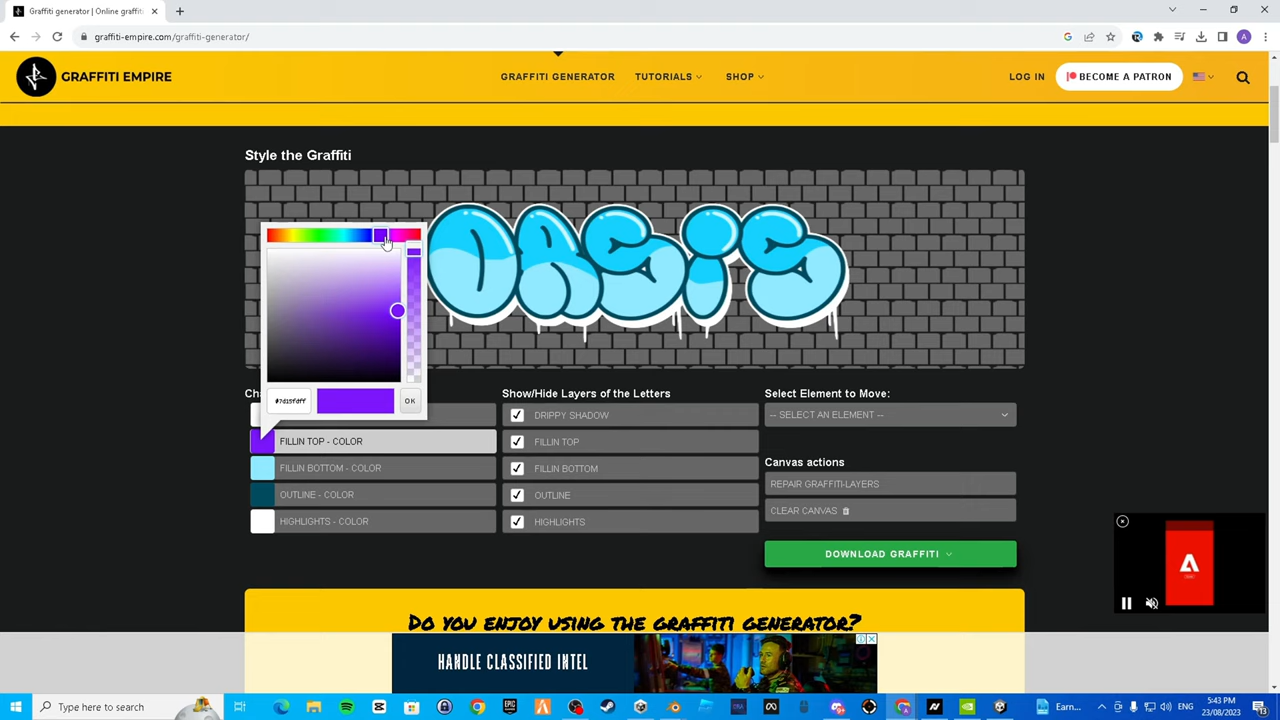 Graffiti generator | Online graffiti
graffiti-empire.com/graffiti-generator/
A
GRAFFITI EMPIRE
GRAFFITI GENERATOR
TUTORIALS
SHOP
LOG IN
BECOME A PATRON
Style the Graffiti
OASIS
#7d15fdff
OK
Show/Hide Layers of the Letters
Select Element to Move:
DRIPPY SHADOW
-- SELECT AN ELEMENT --
FILLIN TOP - COLOR
FILLIN TOP
FILLIN BOTTOM - COLOR
FILLIN BOTTOM
Canvas actions
REPAIR GRAFFITI-LAYERS
OUTLINE - COLOR
OUTLINE
CLEAR CANVAS
HIGHLIGHTS - COLOR
HIGHLIGHTS
DOWNLOAD GRAFFITI
DO YOU ENJOY USING THE GRAFFITI GENERATOR?
HANDLE CLASSIFIED INTEL
Type here to search
Earn...
ENG
5:43 PM
23/08/2023